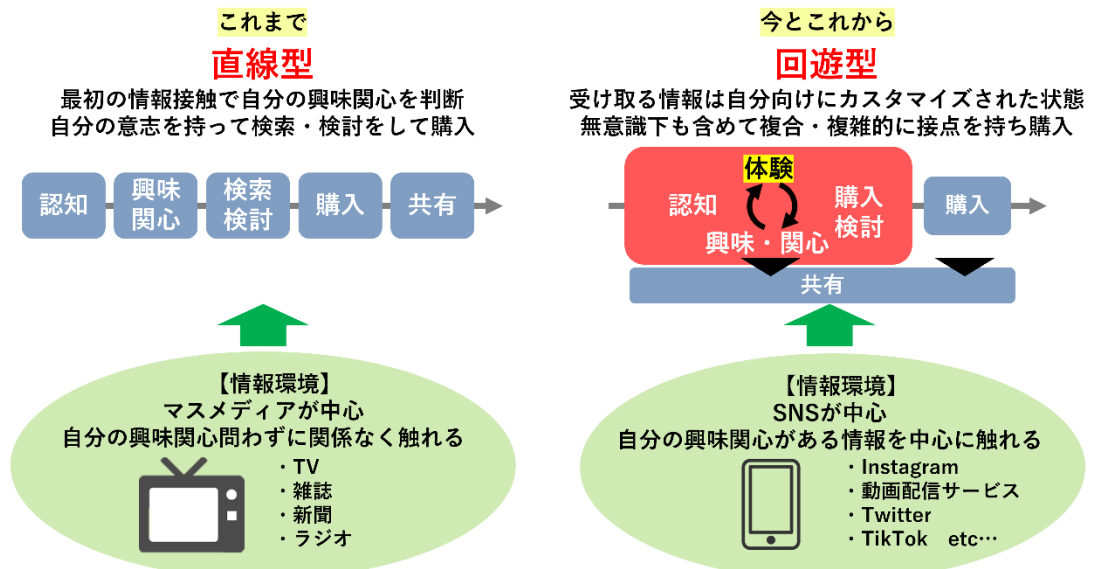 これまで
直線型
最初の情報接触で自分の興味関心を判断
自分の意志を持って検索・検討をして購入
認知
興味
関心
検索
検討
購入
共有
【情報環境】
マスメディアが中心
自分の興味関心問わずに関係なく触れる
・TV
・雑誌
・新聞
・ラジオ
今とこれから
回遊型
受け取る情報は自分向けにカスタマイズされた状態
無意識下も含めて複合・複雑的に接点を持ち購入
体験
認知
購入
検討
興味・関心
購入
共有
【情報環境】
SNSが中心
自分の興味関心がある情報を中心に触れる
・Instagram
・動画配信サービス
・Twitter
・TikTok　etc…